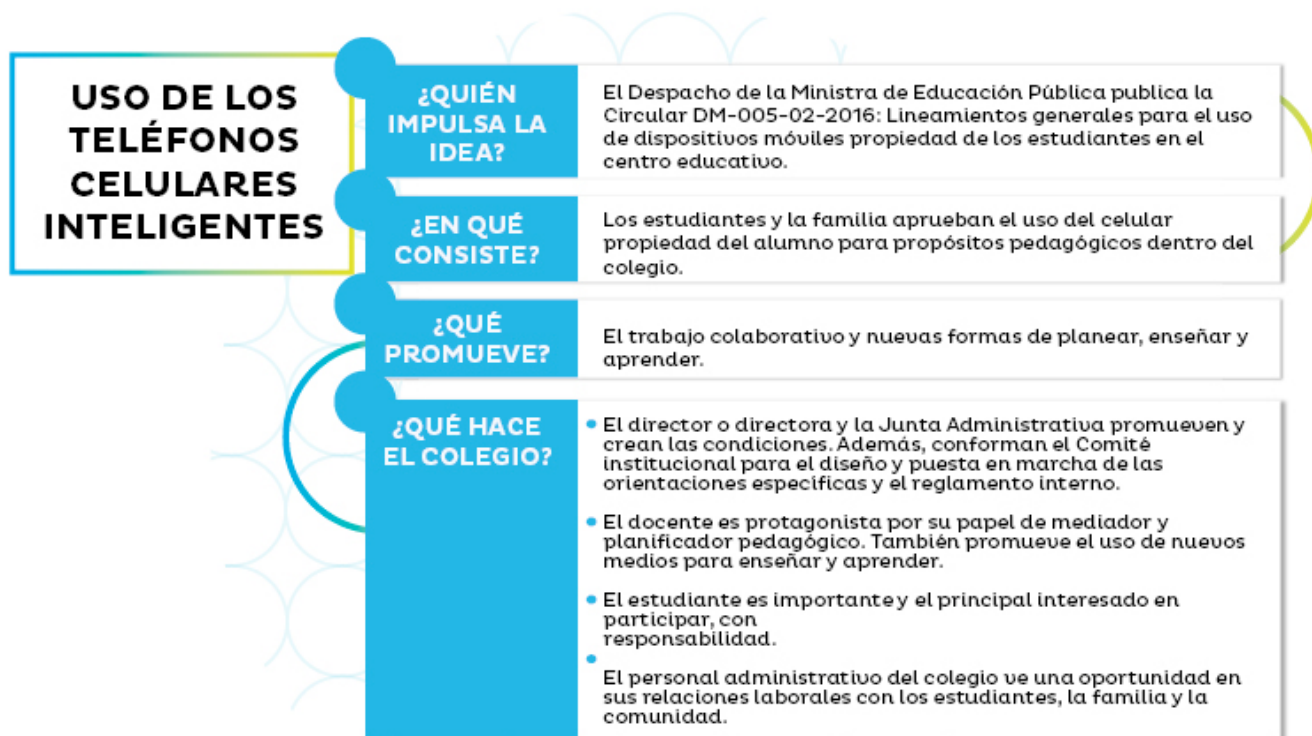 USO DE LOS
TELÉFONOS
CELULARES
INTELIGENTES
¿QUIÉN
IMPULSA LA
IDEA?
El Despacho de la Ministra de Educación Pública publica la
Circular DM-005-02-2016: Lineamientos generales para el uso
de dispositivos móviles propiedad de los estudiantes en el
centro educativo.
¿EN QUÉ
CONSISTE?
Los estudiantes y la familia aprueban el uso del celular
propiedad del alumno para propósitos pedagógicos dentro del
colegio.
¿QUÉ
PROMUEVE?
El trabajo colaborativo y nuevas formas de planear, enseñar y
aprender.
¿QUÉ HACE
EL COLEGIO?
• El director o directora y la Junta Administrativa promueven y
crean las condiciones. Además, conforman el Comité
institucional para el diseño y puesta en marcha de las
orientaciones específicas y el reglamento interno.
• El docente es protagonista por su papel de mediador y
planificador pedagógico. También promueve el uso de nuevos
medios para enseñar y aprender.
• El estudiante es importante y el principal interesado en
participar, con
responsabilidad.
• El personal administrativo del colegio ve una oportunidad en
sus relaciones laborales con los estudiantes, la familia y la
comunidad.